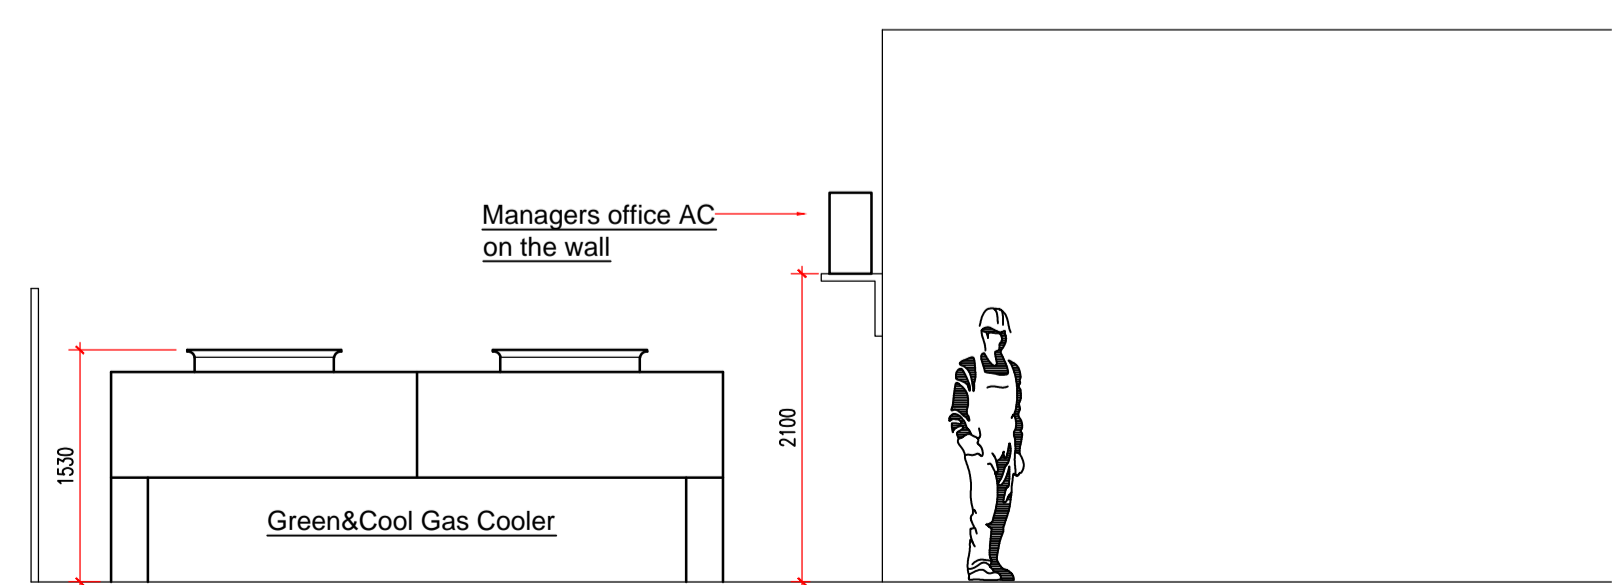 Managers office AC
on the wall
2100
1530
Green&Cool Gas Cooler